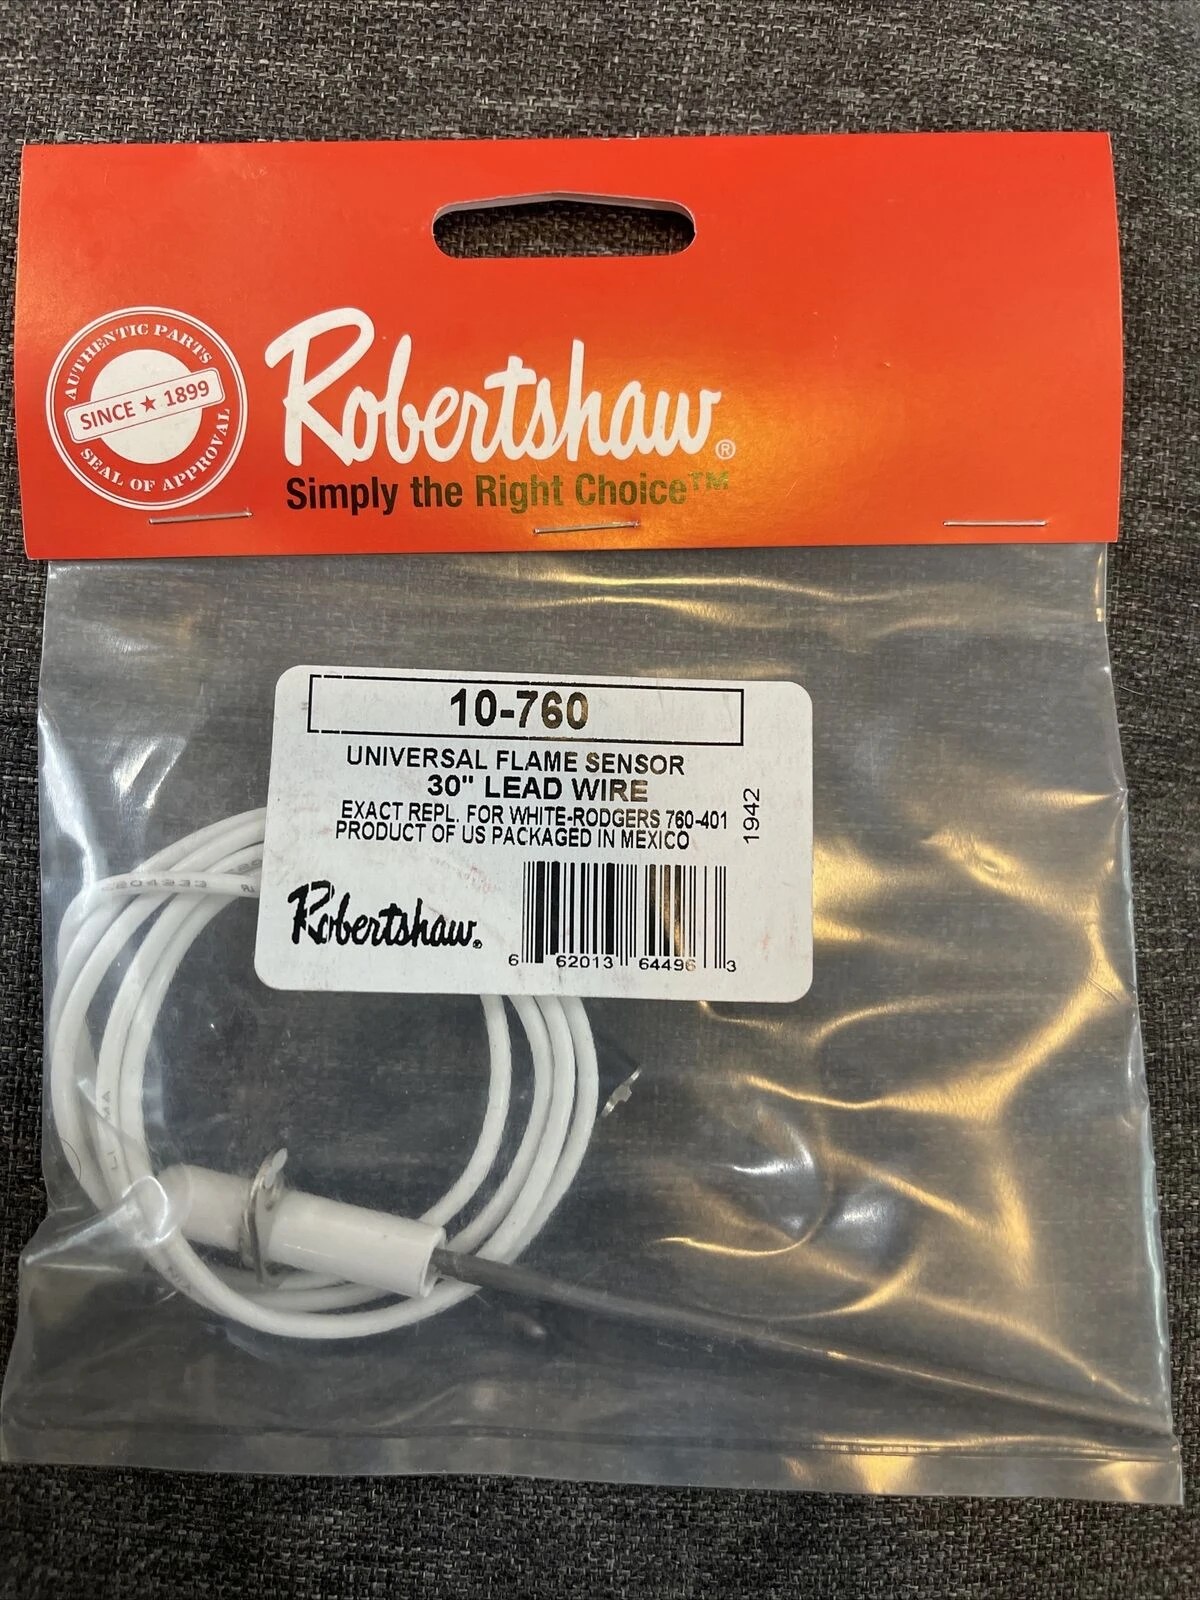 AUTHENTIC PARTS
SINCE ★ 1899
SEAL OF APPROVAL
Robertshaw®
Simply the Right Choice™
10-760
UNIVERSAL FLAME SENSOR
30" LEAD WIRE
EXACT REPL. FOR WHITE-RODGERS 760-401
PRODUCT OF US PACKAGED IN MEXICO
1942
Robertshaw®
6 62013 64496 3